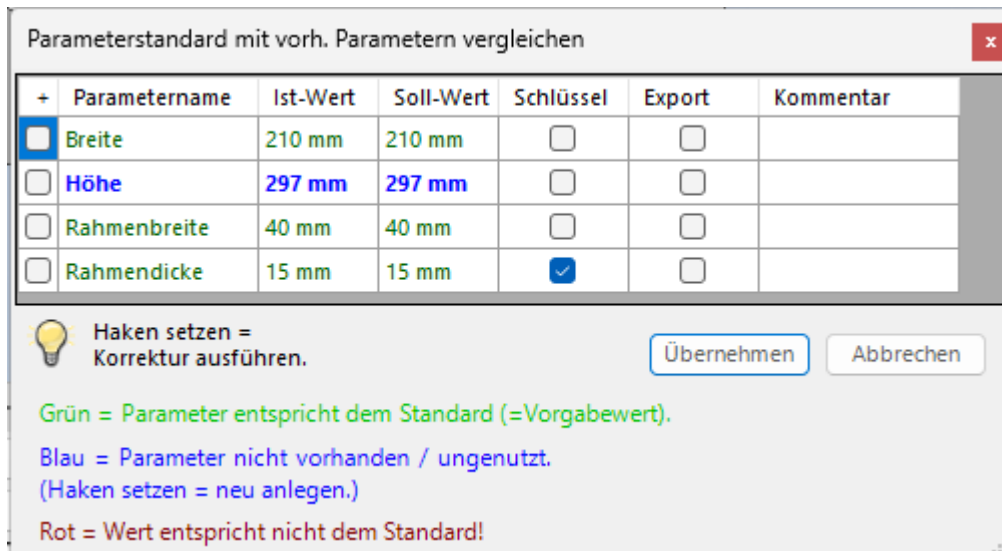 Parameterstandard mit vorh. Parametern vergleichen x
+ Parametername Ist-Wert Soll-Wert Schlüssel Export Kommentar
Breite 210 mm 210 mm
Höhe 297 mm 297 mm
Rahmenbreite 40 mm 40 mm
Rahmendicke 15 mm 15 mm
Haken setzen =
Korrektur ausführen.
Übernehmen Abbrechen
Grün = Parameter entspricht dem Standard (=Vorgabewert).
Blau = Parameter nicht vorhanden / ungenutzt.
(Haken setzen = neu anlegen.)
Rot = Wert entspricht nicht dem Standard!